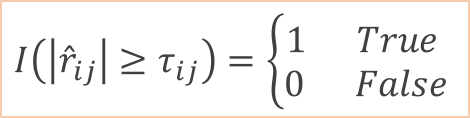 I(|r̂ᵢⱼ| ≥ τᵢⱼ) = {1 True
0 False